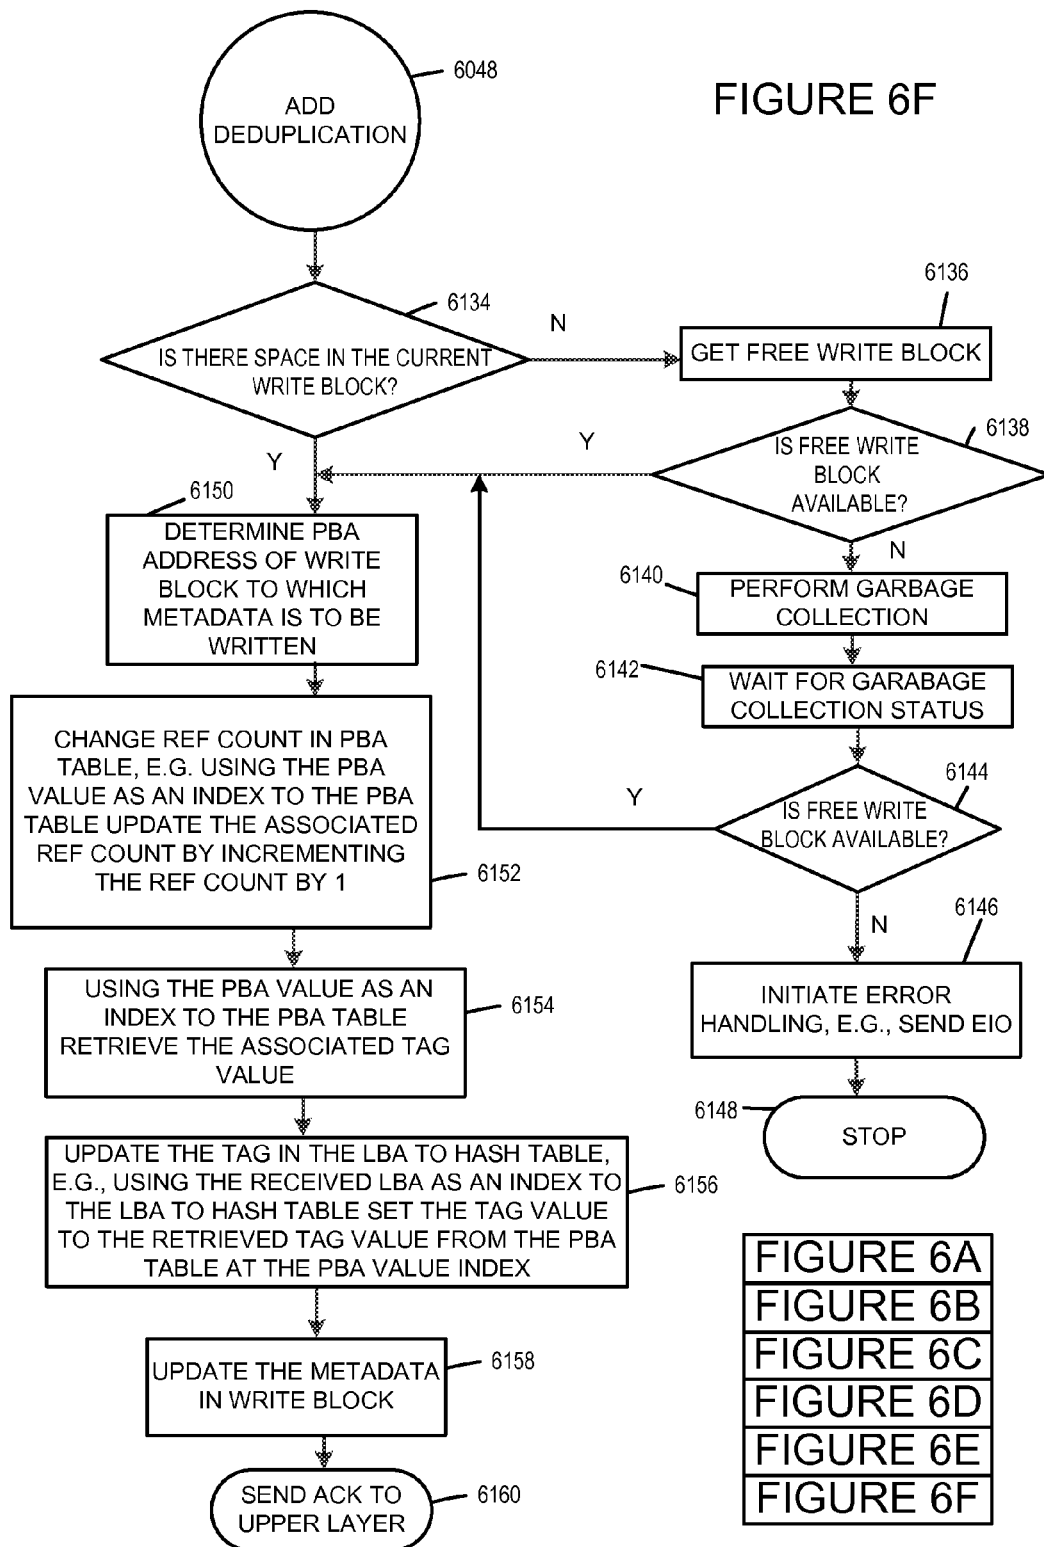 6048
FIGURE 6F
ADD
DEDUPLICATION
6134
IS THERE SPACE IN THE CURRENT
WRITE BLOCK?
N
6136
GET FREE WRITE BLOCK
Y
Y
6138
IS FREE WRITE
BLOCK
AVAILABLE?
N
6150
DETERMINE PBA
ADDRESS OF WRITE
BLOCK TO WHICH
METADATA IS TO BE
WRITTEN
6140
PERFORM GARBAGE
COLLECTION
6142
WAIT FOR GARABAGE
COLLECTION STATUS
CHANGE REF COUNT IN PBA
TABLE, E.G. USING THE PBA
VALUE AS AN INDEX TO THE PBA
TABLE UPDATE THE ASSOCIATED
REF COUNT BY INCREMENTING
THE REF COUNT BY 1
6152
Y
6144
IS FREE WRITE
BLOCK AVAILABLE?
N
6146
INITIATE ERROR
HANDLING, E.G., SEND EIO
USING THE PBA VALUE AS AN
INDEX TO THE PBA TABLE
RETRIEVE THE ASSOCIATED TAG
VALUE
6154
6148
STOP
UPDATE THE TAG IN THE LBA TO HASH TABLE,
E.G., USING THE RECEIVED LBA AS AN INDEX TO
THE LBA TO HASH TABLE SET THE TAG VALUE
TO THE RETRIEVED TAG VALUE FROM THE PBA
TABLE AT THE PBA VALUE INDEX
6156
UPDATE THE METADATA
IN WRITE BLOCK
6158
SEND ACK TO
UPPER LAYER
6160
FIGURE 6A
FIGURE 6B
FIGURE 6C
FIGURE 6D
FIGURE 6E
FIGURE 6F